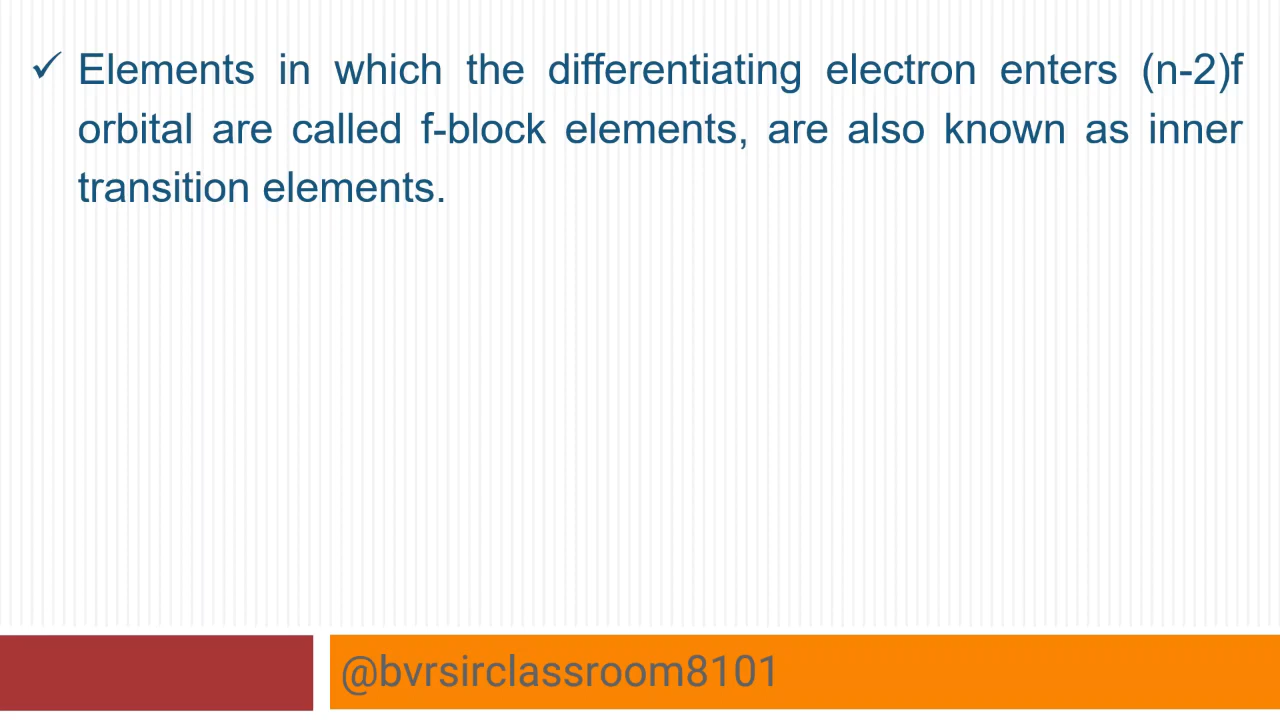 ✓ Elements in which the differentiating electron enters (n-2)f
orbital are called f-block elements, are also known as inner
transition elements.
@bvrsirclassroom8101